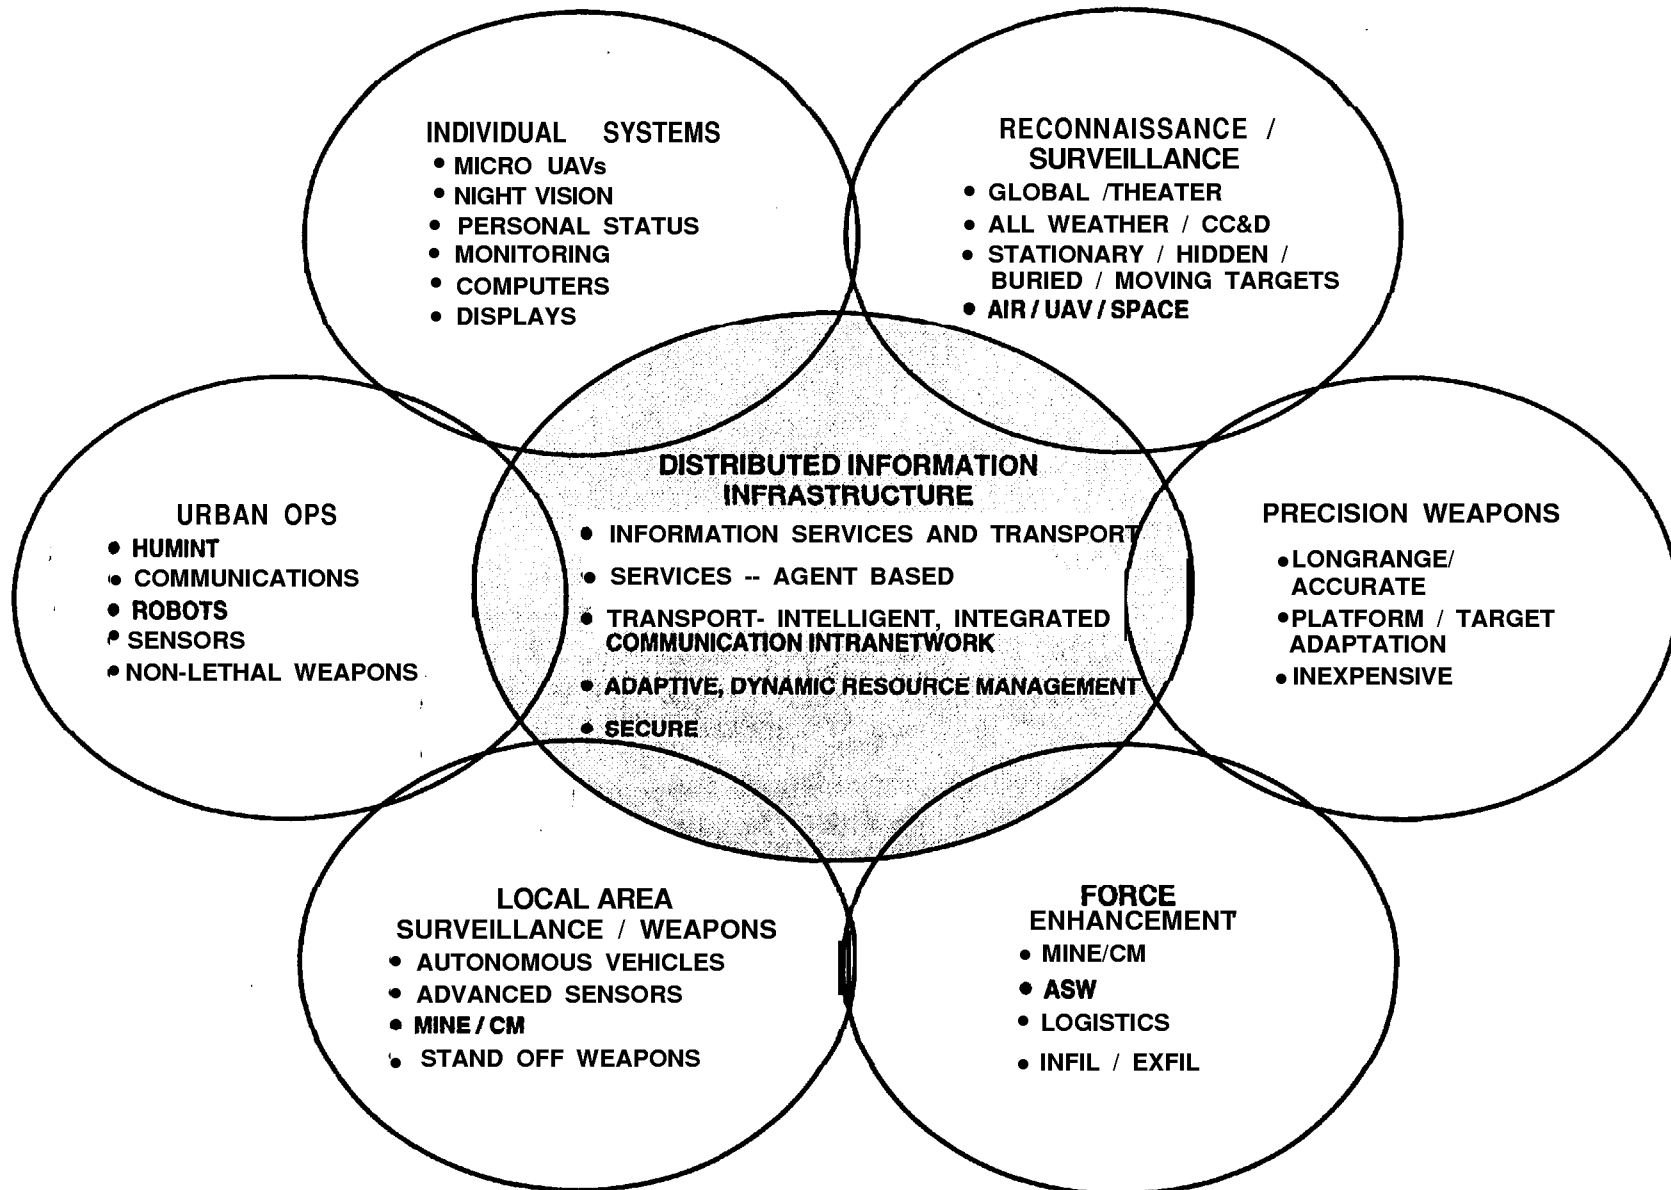 INDIVIDUAL SYSTEMS
• MICRO UAVs
• NIGHT VISION
• PERSONAL STATUS
• MONITORING
• COMPUTERS
• DISPLAYS
RECONNAISSANCE /
SURVEILLANCE
• GLOBAL /THEATER
• ALL WEATHER / CC&D
• STATIONARY / HIDDEN /
BURIED / MOVING TARGETS
• AIR / UAV / SPACE
URBAN OPS
• HUMINT
• COMMUNICATIONS
• ROBOTS
• SENSORS
• NON-LETHAL WEAPONS
DISTRIBUTED INFORMATION
INFRASTRUCTURE
• INFORMATION SERVICES AND TRANSPORT
• SERVICES -- AGENT BASED
• TRANSPORT- INTELLIGENT, INTEGRATED
COMMUNICATION INTRANETWORK
• ADAPTIVE, DYNAMIC RESOURCE MANAGEMENT
• SECURE
PRECISION WEAPONS
• LONGRANGE/
ACCURATE
• PLATFORM / TARGET
ADAPTATION
• INEXPENSIVE
LOCAL AREA
SURVEILLANCE / WEAPONS
• AUTONOMOUS VEHICLES
• ADVANCED SENSORS
• MINE / CM
• STAND OFF WEAPONS
FORCE
ENHANCEMENT
• MINE/CM
• ASW
• LOGISTICS
• INFIL / EXFIL